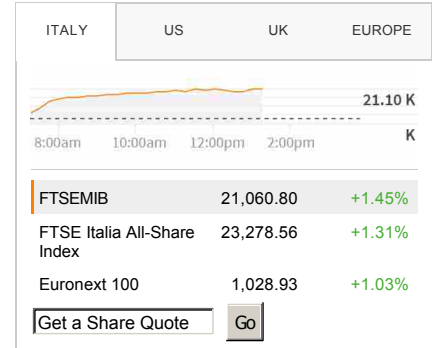 ITALY US UK EUROPE
21.10 K
K
8:00am 10:00am 12:00pm 2:00pm
FTSEMIB 21,060.80 +1.45%
FTSE Italia All-Share 23,278.56 +1.31%
Index
Euronext 100 1,028.93 +1.03%
Get a Share Quote Go